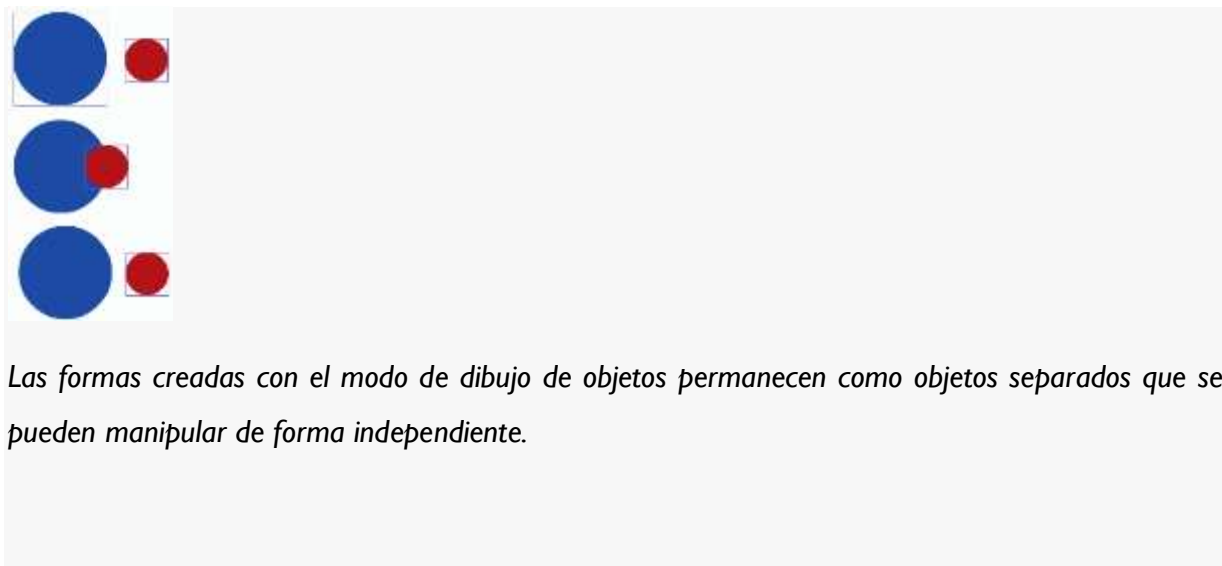 Las formas creadas con el modo de dibujo de objetos permanecen como objetos separados que se
pueden manipular de forma independiente.